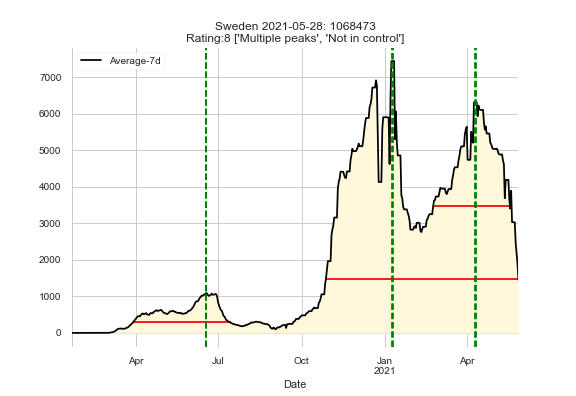 Sweden 2021-05-28: 1068473
Rating:8 ['Multiple peaks', 'Not in control']
Average-7d
7000
6000
5000
4000
3000
2000
1000
0
Apr
Jul
Oct
Jan
2021
Apr
Date